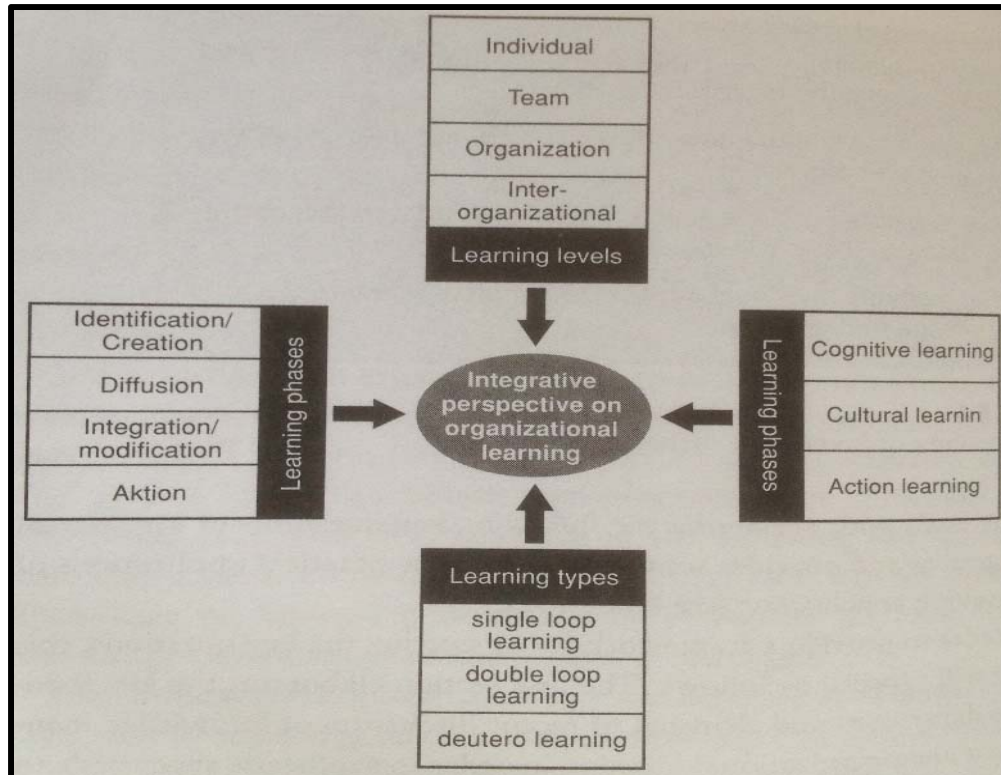 Individual
Team
Organization
Inter-
organizational
Learning levels
Identification/
Creation
Diffusion
Integration/
modification
Aktion
Learning phases
Integrative
perspective on
organizational
learning
Learning phases
Cognitive learning
Cultural learnin
Action learning
Learning types
single loop
learning
double loop
learning
deutero learning